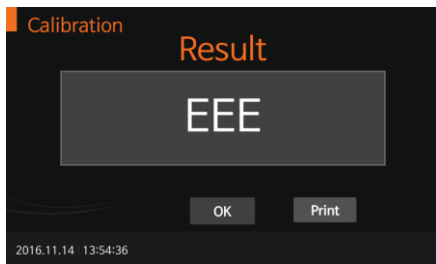 Calibration
Result
EEE
OK Print
2016.11.14 13:54:36